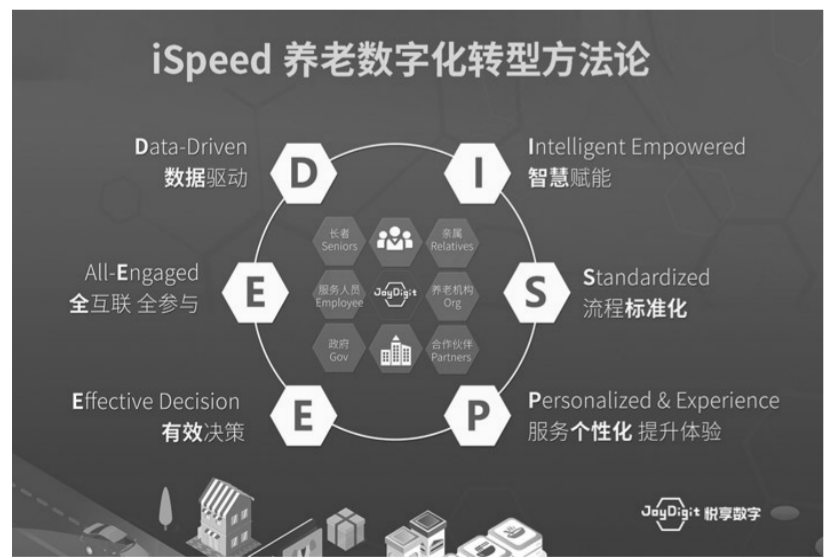 iSpeed 养老数字化转型方法论
Data-Driven
数据驱动
D
I
Intelligent Empowered
智慧赋能
长者
Seniors
亲属
Relatives
All-Engaged
全互联 全参与
E
服务人员
Employee
JoyDigit
养老机构
Org
S
Standardized
流程标准化
政府
Gov
合作伙伴
Partners
Effective Decision
有效决策
E
P
Personalized & Experience
服务个性化 提升体验
JoyDigit 悦享数字